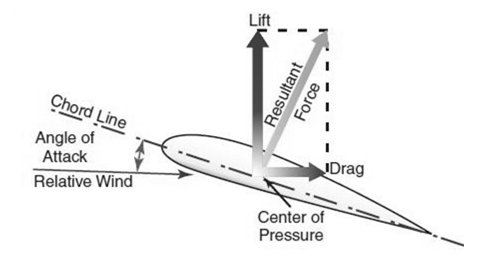 Lift
Resultant
Force
Chord Line
Angle of
Attack
Relative Wind
Drag
Center of
Pressure